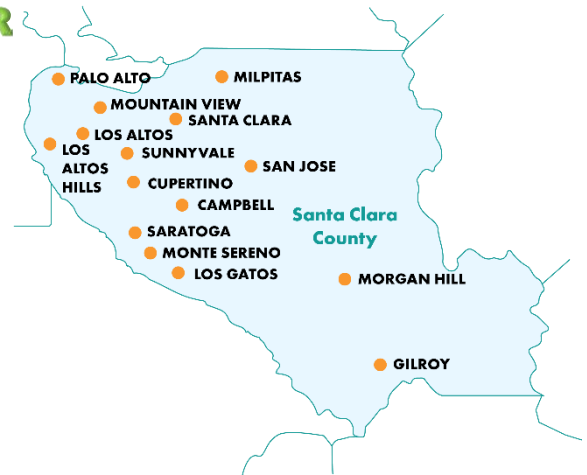 R
PALO ALTO
MILPITAS
MOUNTAIN VIEW
SANTA CLARA
LOS ALTOS
LOS
ALTOS
HILLS
SUNNYVALE
SAN JOSE
CUPERTINO
CAMPBELL
Santa Clara
County
SARATOGA
MONTE SERENO
LOS GATOS
MORGAN HILL
GILROY